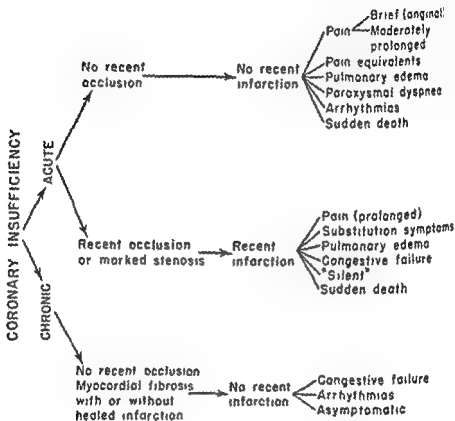 CORONARY INSUFFICIENCY
ACUTE
CHRONIC
No recent
occlusion
No recent
infarction
Pain
Brief (anginal)
Moderately
prolonged
Pain equivalents
Pulmonary edema
Paroxysmal dyspnea
Arrhythmias
Sudden death
Recent occlusion
or marked stenosis
Recent
infarction
Pain (prolonged)
Substitution symptoms
Pulmonary edema
Congestive failure
"Silent"
Sudden death
No recent occlusion
Myocardial fibrosis
with or without
healed infarction
No recent
infarction
Congestive failure
Arrhythmias
Asymptomatic